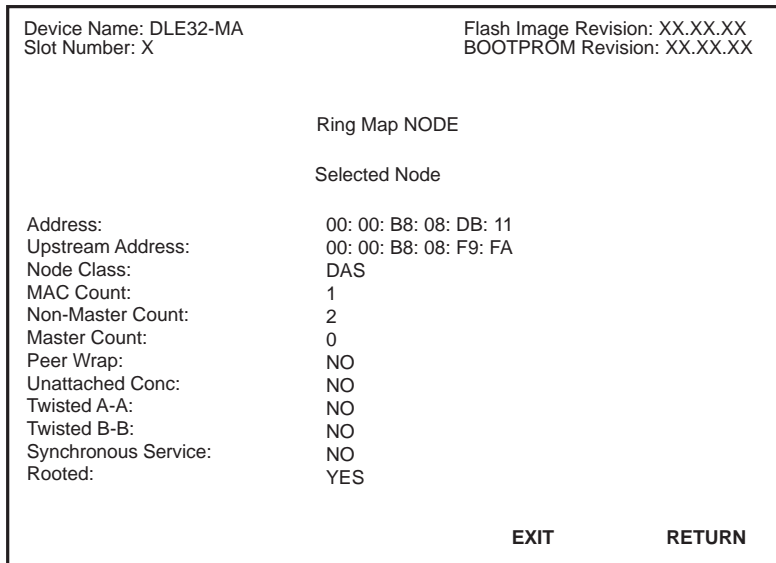 Device Name: DLE32-MA Flash Image Revision: XX.XX.XX
Slot Number: X BOOTPROM Revision: XX.XX.XX
Ring Map NODE
Selected Node
Address: 00: 00: B8: 08: DB: 11
Upstream Address: 00: 00: B8: 08: F9: FA
Node Class: DAS
MAC Count: 1
Non-Master Count: 2
Master Count: 0
Peer Wrap: NO
Unattached Conc: NO
Twisted A-A: NO
Twisted B-B: NO
Synchronous Service: NO
Rooted: YES
EXIT RETURN